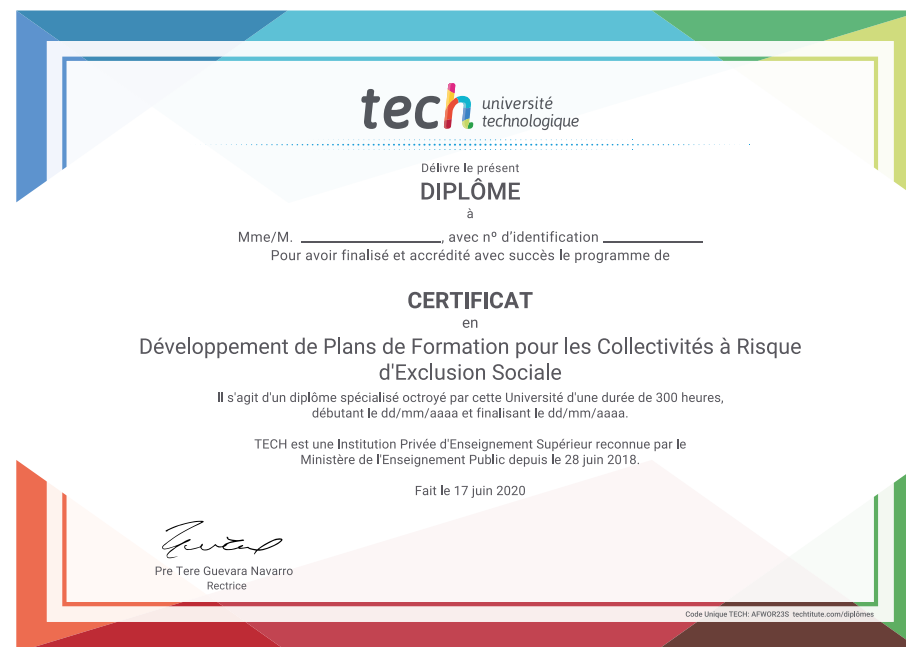 tech université
technologique
Délivre le présent
DIPLÔME
à
Mme/M. ____________________, avec nº d'identification ______________
Pour avoir finalisé et accrédité avec succès le programme de
CERTIFICAT
en
Développement de Plans de Formation pour les Collectivités à Risque
d'Exclusion Sociale
Il s'agit d'un diplôme spécialisé octroyé par cette Université d'une durée de 300 heures,
débutant le dd/mm/aaaa et finalisant le dd/mm/aaaa.
TECH est une Institution Privée d'Enseignement Supérieur reconnue par le
Ministère de l'Enseignement Public depuis le 28 juin 2018.
Fait le 17 juin 2020
Pre Tere Guevara Navarro
Rectrice
Code Unique TECH: AFWOR23S techtitute.com/diplômes